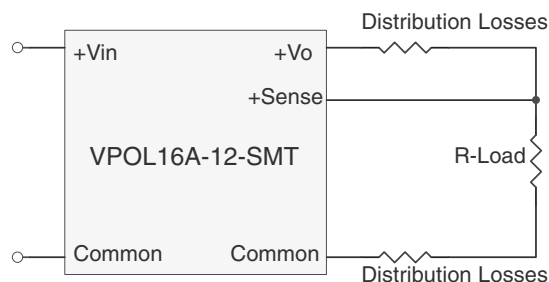 Distribution Losses
+Vin
+Vo
+Sense
VPOL16A-12-SMT
R-Load
Common
Common
Distribution Losses